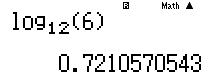 R Math ▲
log₁₂(6)
0.7210570543